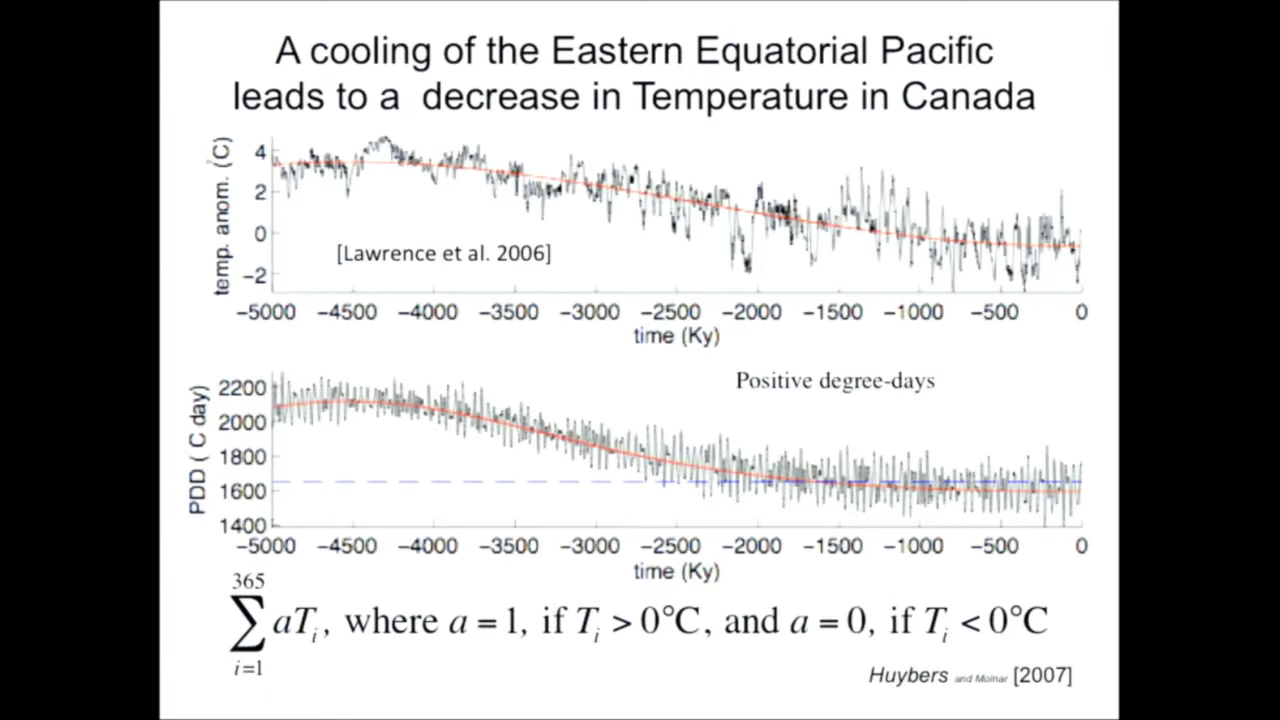 A cooling of the Eastern Equatorial Pacific
leads to a decrease in Temperature in Canada
temp. anom. (°C)
4
2
0
−2
[Lawrence et al. 2006]
−5000 −4500 −4000 −3500 −3000 −2500 −2000 −1500 −1000 −500 0
time (Ky)
Positive degree-days
PDD ( C day)
2200
2000
1800
1600
1400
−5000 −4500 −4000 −3500 −3000 −2500 −2000 −1500 −1000 −500 0
time (Ky)
365
∑ aTi, where a = 1, if Ti > 0°C, and a = 0, if Ti < 0°C
i=1
Huybers and Molnar [2007]